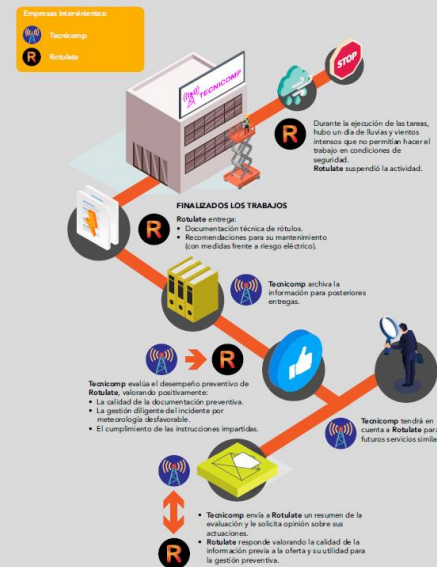 Empresas intervinientes:
Tecnicomp
R
Rotulate
TECNICOMP
STOP
R
Durante la ejecución de las tareas,
hubo un día de lluvias y vientos
intensos que no permitían hacer el
trabajo en condiciones de
seguridad.
Rotulate suspendió la actividad.
FINALIZADOS LOS TRABAJOS
R
Rotulate entrega:
• Documentación técnica de rótulos.
• Recomendaciones para su mantenimiento
(con medidas frente a riesgo eléctrico).
Tecnicomp archiva la
información para posteriores
entregas.
R
Tecnicomp evalúa el desempeño preventivo de
Rotulate, valorando positivamente:
• La calidad de la documentación preventiva.
• La gestión diligente del incidente por
meteorología desfavorable.
• El cumplimiento de las instrucciones impartidas.
Tecnicomp tendrá en
cuenta a Rotulate para
futuros servicios simila
• Tecnicomp envía a Rotulate un resumen de la
evaluación y le solicita opinión sobre sus
actuaciones.
R
• Rotulate responde valorando la calidad de la
información previa a la oferta y su utilidad para
la gestión preventiva.